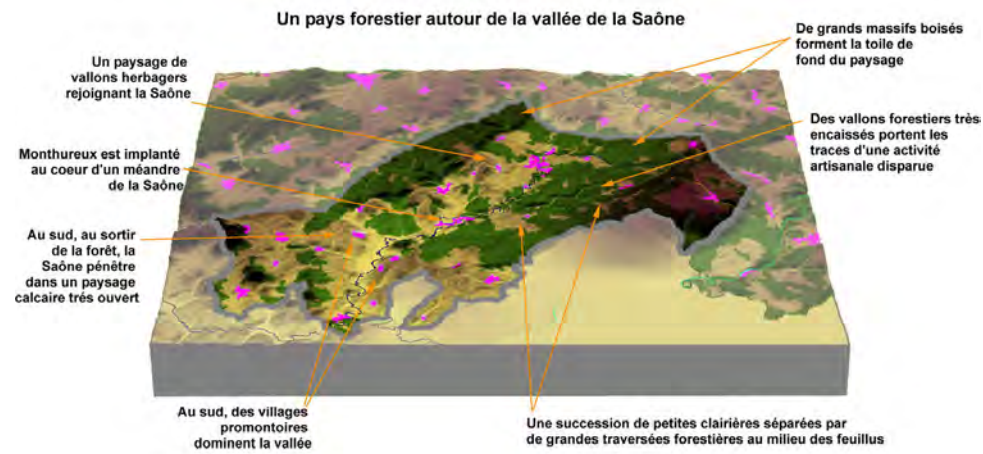 Un pays forestier autour de la vallée de la Saône
De grands massifs boisés
forment la toile de
fond du paysage
Un paysage de
vallons herbagers
rejoignant la Saône
Des vallons forestiers très
encaissés portent les
traces d'une activité
artisanale disparue
Monthureux est implanté
au coeur d'un méandre
de la Saône
Au sud, au sortir
de la forêt, la
Saône pénêtre
dans un paysage
calcaire trés ouvert
Au sud, des villages
promontoires
dominent la vallée
Une succession de petites clairières séparées par
de grandes traversées forestières au milieu des feuillus